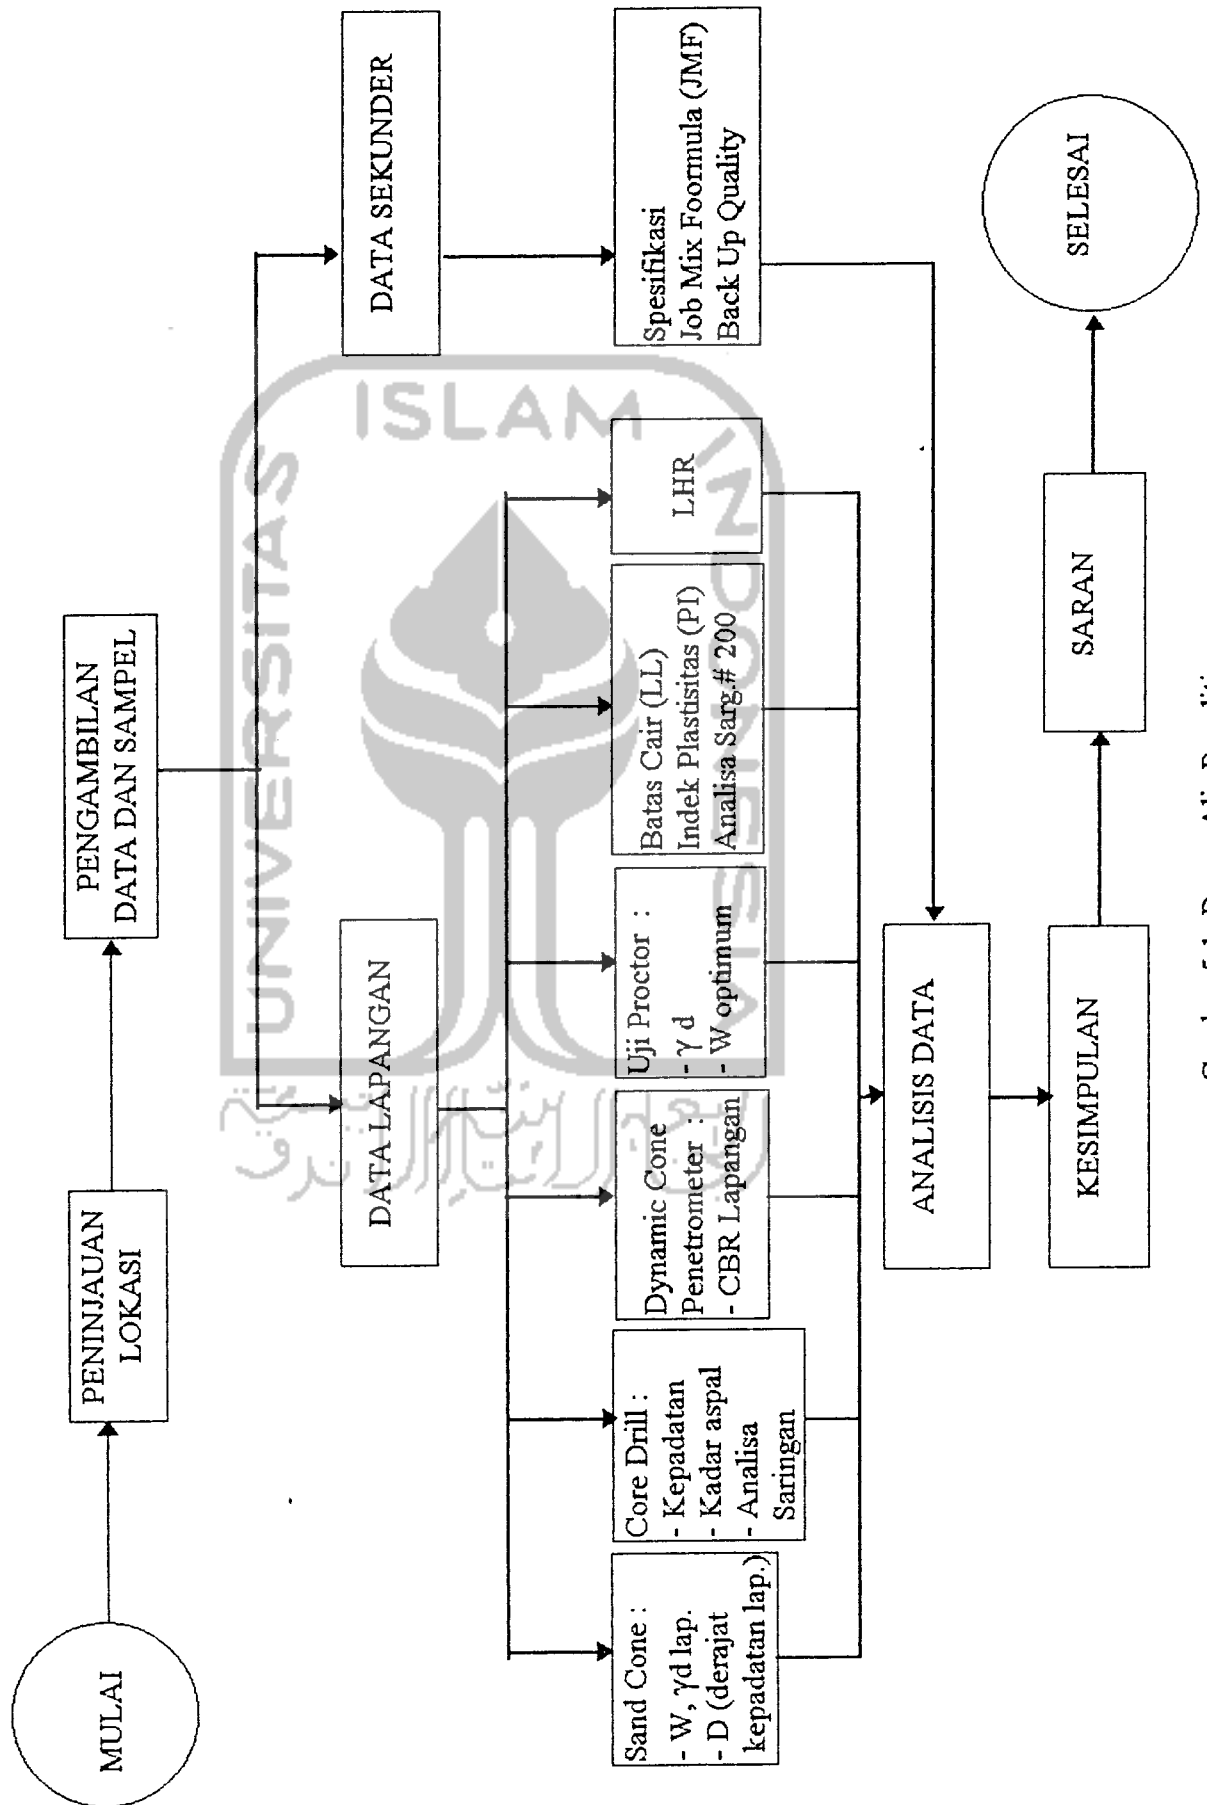 MULAI
PENINJAUAN
LOKASI
PENGAMBILAN
DATA DAN SAMPEL
DATA LAPANGAN
DATA SEKUNDER
Sand Cone :
- W, γd lap.
- D (derajat
kepadatan lap.)
Core Drill :
- Kepadatan
- Kadar aspal
- Analisa
Saringan
Dynamic Cone
Penetrometer :
- CBR Lapangan
Uji Proctor :
- γ d
- W optimum
Batas Cair (LL)
Indek Plastisitas (PI)
Analisa Sarg.# 200
LHR
Spesifikasi
Job Mix Foormula (JMF)
Back Up Quality
ANALISIS DATA
KESIMPULAN
SARAN
SELESAI
UNIVERSITAS
ISLAM
INDONESIA